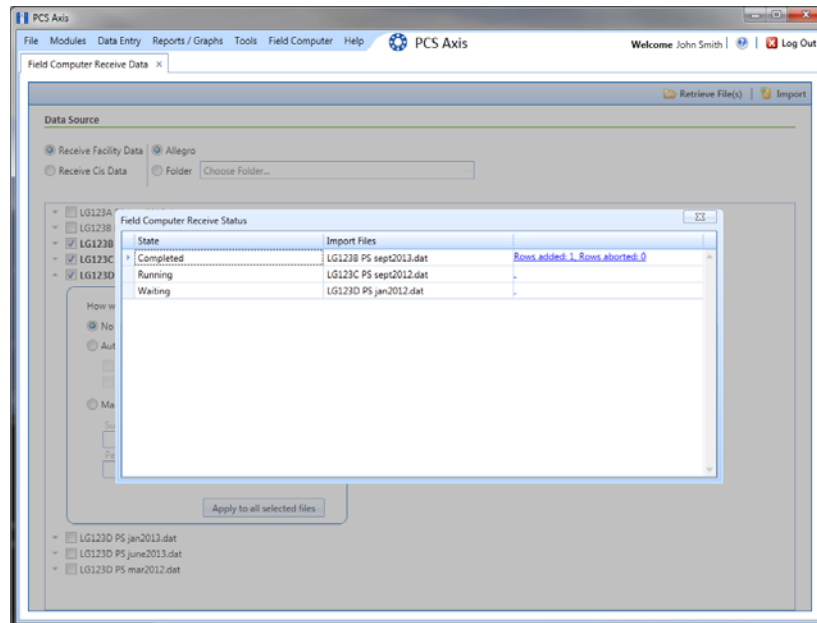 PCS Axis
File Modules Data Entry Reports / Graphs Tools Field Computer Help PCS Axis Welcome John Smith | | Log Out
Field Computer Receive Data ×
Retrieve File(s) | Import
Data Source
Receive Facility Data Allegro
Receive Cis Data Folder Choose Folder...
LG123A
LG123B
LG123B
LG123C
LG123D
Field Computer Receive Status
State Import Files
Completed LG123B PS sept2013.dat Rows added: 1, Rows aborted: 0
Running LG123C PS sept2012.dat ,
Waiting LG123D PS jan2012.dat ,
How w
No
Aut
Ma
Su
Pa
Apply to all selected files
LG123D PS jan2013.dat
LG123D PS june2013.dat
LG123D PS mar2012.dat